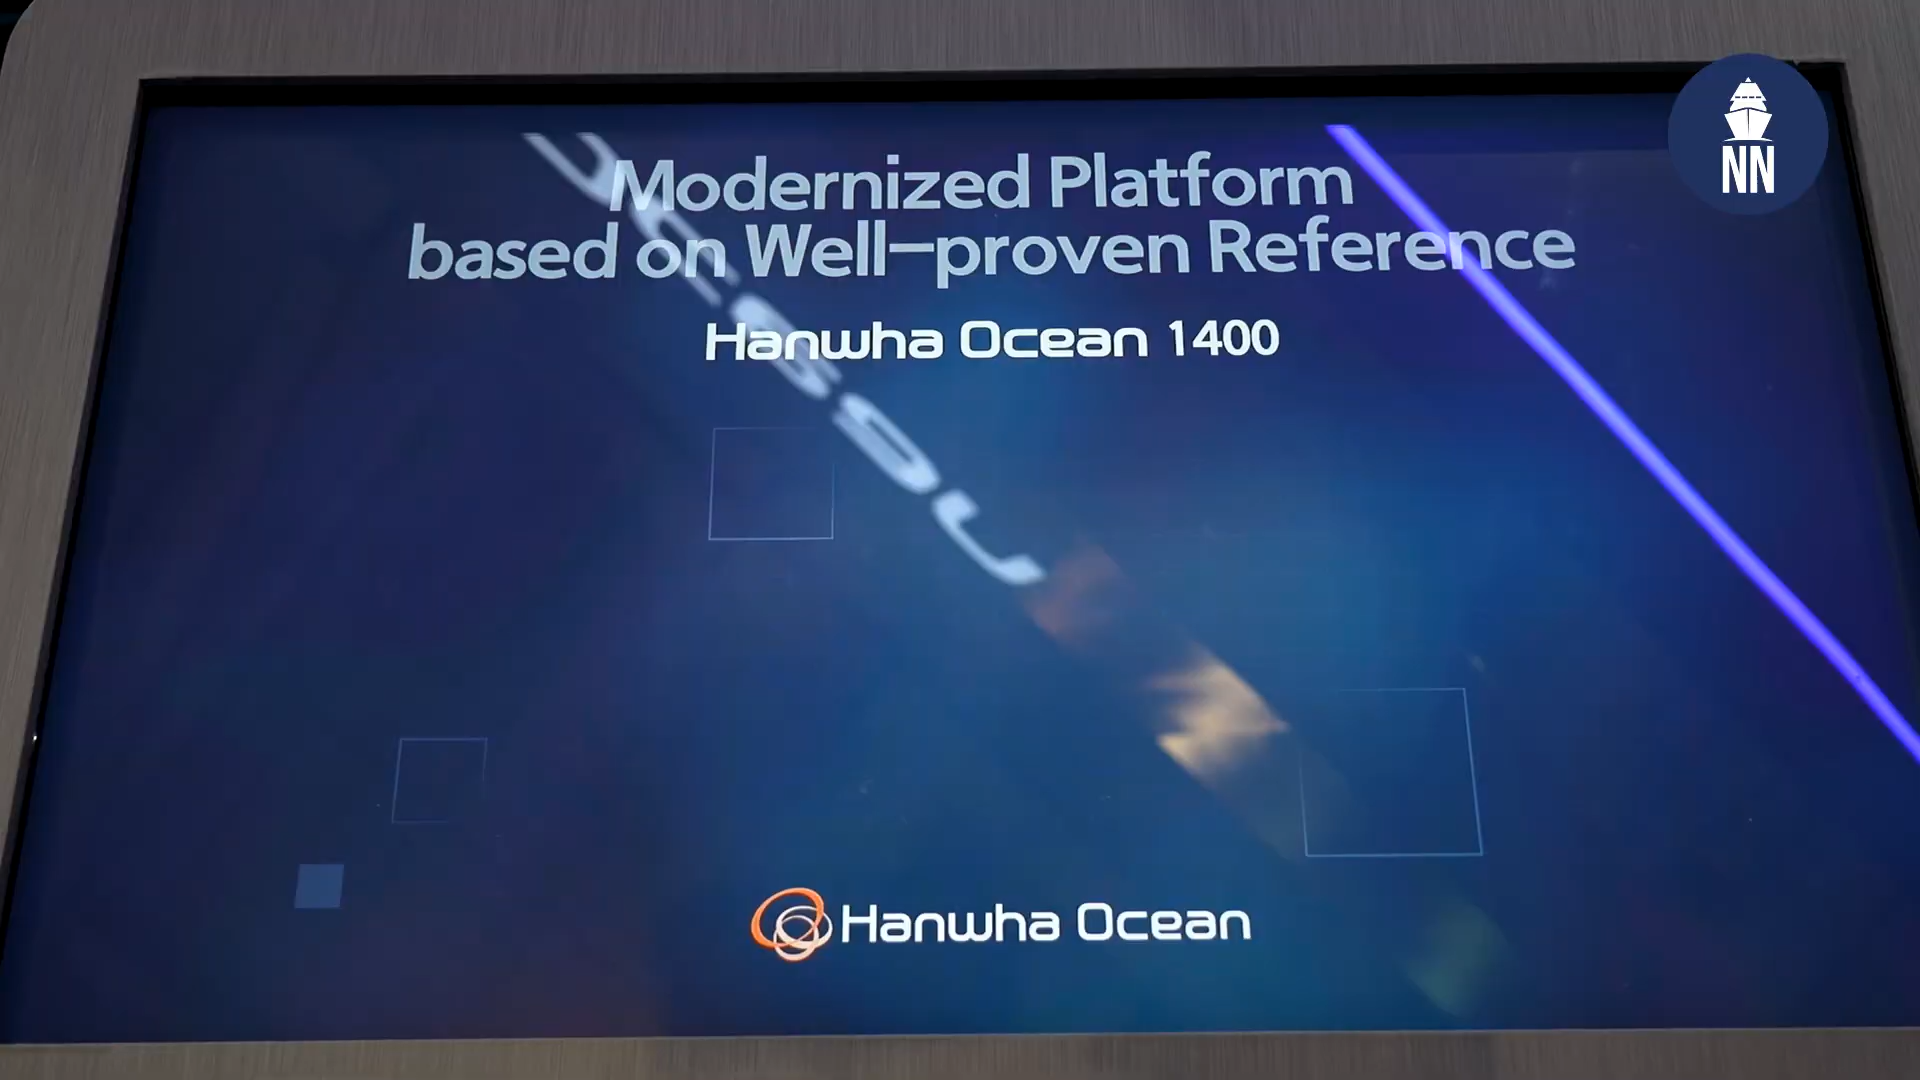 NN
Modernized Platform
based on Well-proven Reference
Hanwha Ocean 1400
Hanwha Ocean